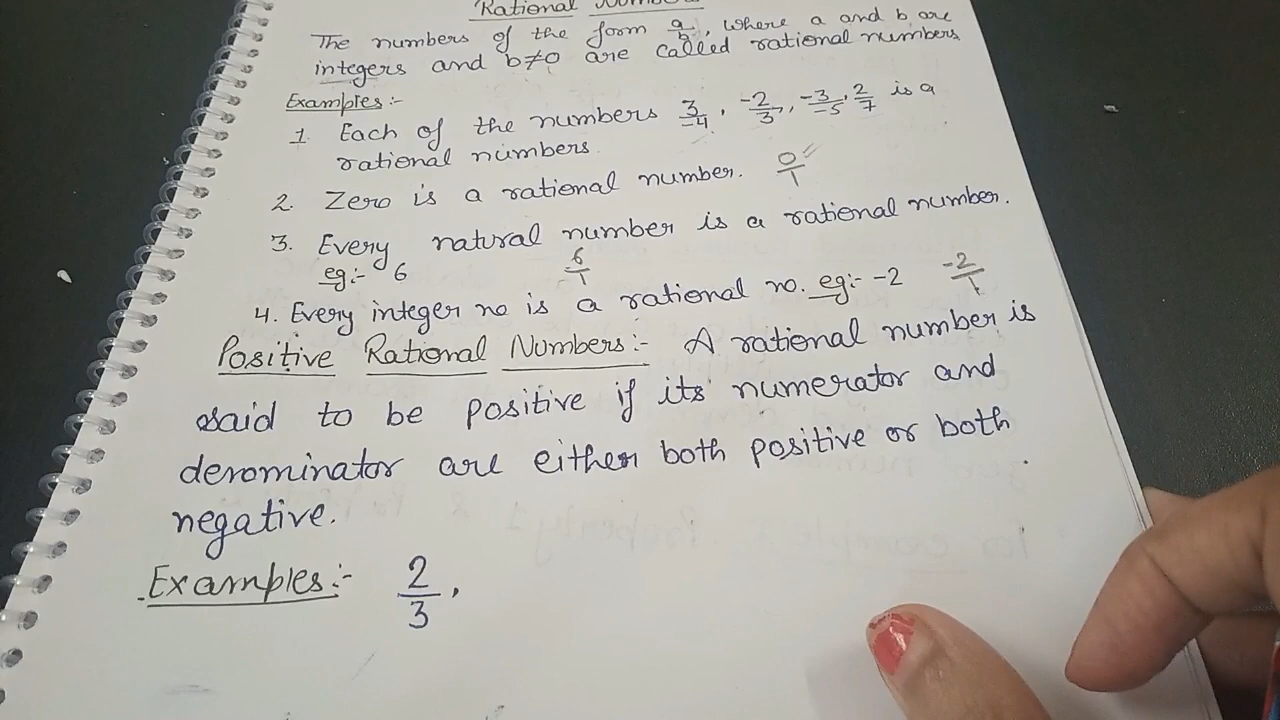 Rational Numbers
The numbers of the form a/b, where a and b are
integers and b≠0 are called rational numbers
Examples:-
1. Each of the numbers 3/-4, -2/3, -3/-5, 2/7 is a
rational numbers.
2. Zero is a rational number. 0/1
3. Every natural number is a rational number.
eg:- 6 6/1
4. Every integer no is a rational no. eg:- -2 -2/1
Positive Rational Numbers:- A rational number is
said to be positive if its numerator and
denominator are either both positive or both
negative.
Examples:- 2/3,